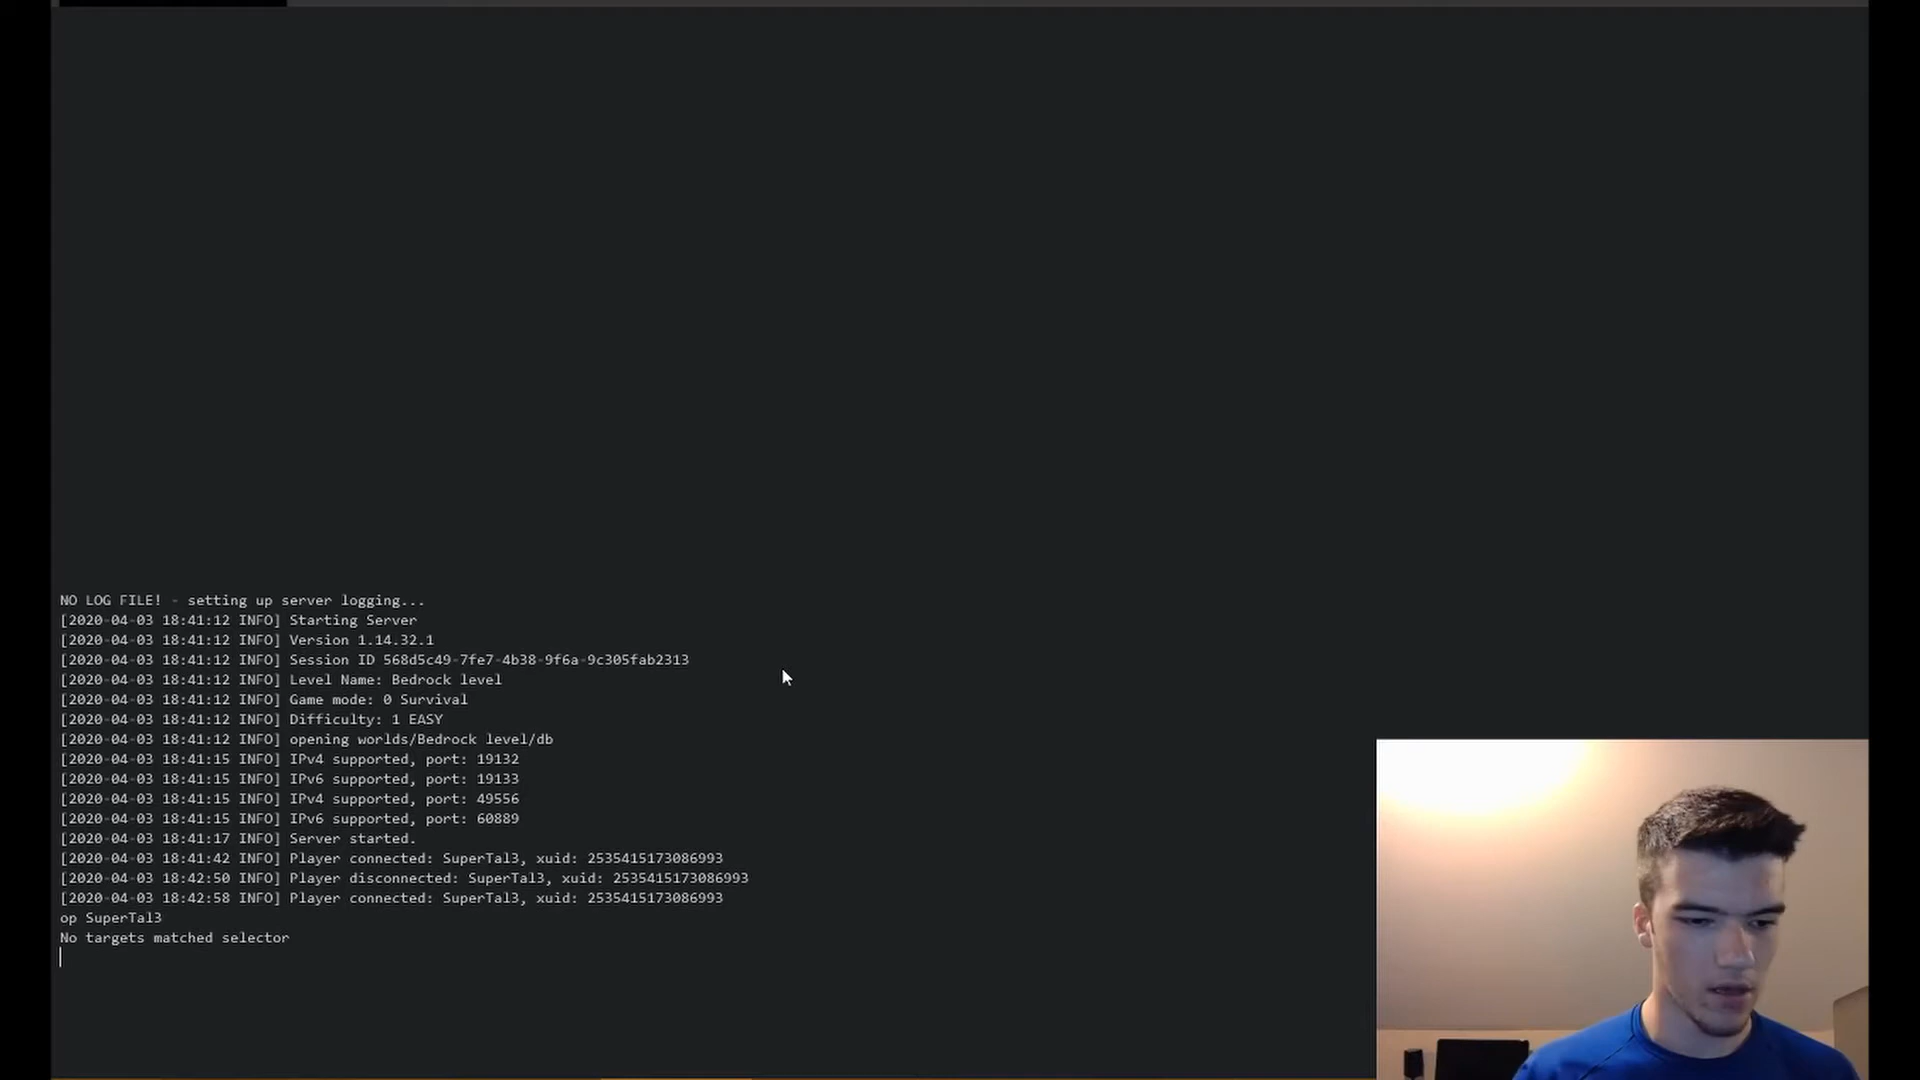 NO LOG FILE! - setting up server logging...
[2020-04-03 18:41:12 INFO] Starting Server
[2020-04-03 18:41:12 INFO] Version 1.14.32.1
[2020-04-03 18:41:12 INFO] Session ID 568d5c49-7fe7-4b38-9f6a-9c305fab2313
[2020-04-03 18:41:12 INFO] Level Name: Bedrock level
[2020-04-03 18:41:12 INFO] Game mode: 0 Survival
[2020-04-03 18:41:12 INFO] Difficulty: 1 EASY
[2020-04-03 18:41:12 INFO] opening worlds/Bedrock level/db
[2020-04-03 18:41:15 INFO] IPv4 supported, port: 19132
[2020-04-03 18:41:15 INFO] IPv6 supported, port: 19133
[2020-04-03 18:41:15 INFO] IPv4 supported, port: 49556
[2020-04-03 18:41:15 INFO] IPv6 supported, port: 60889
[2020-04-03 18:41:17 INFO] Server started.
[2020-04-03 18:41:42 INFO] Player connected: SuperTal3, xuid: 2535415173086993
[2020-04-03 18:42:50 INFO] Player disconnected: SuperTal3, xuid: 2535415173086993
[2020-04-03 18:42:58 INFO] Player connected: SuperTal3, xuid: 2535415173086993
op SuperTal3
No targets matched selector